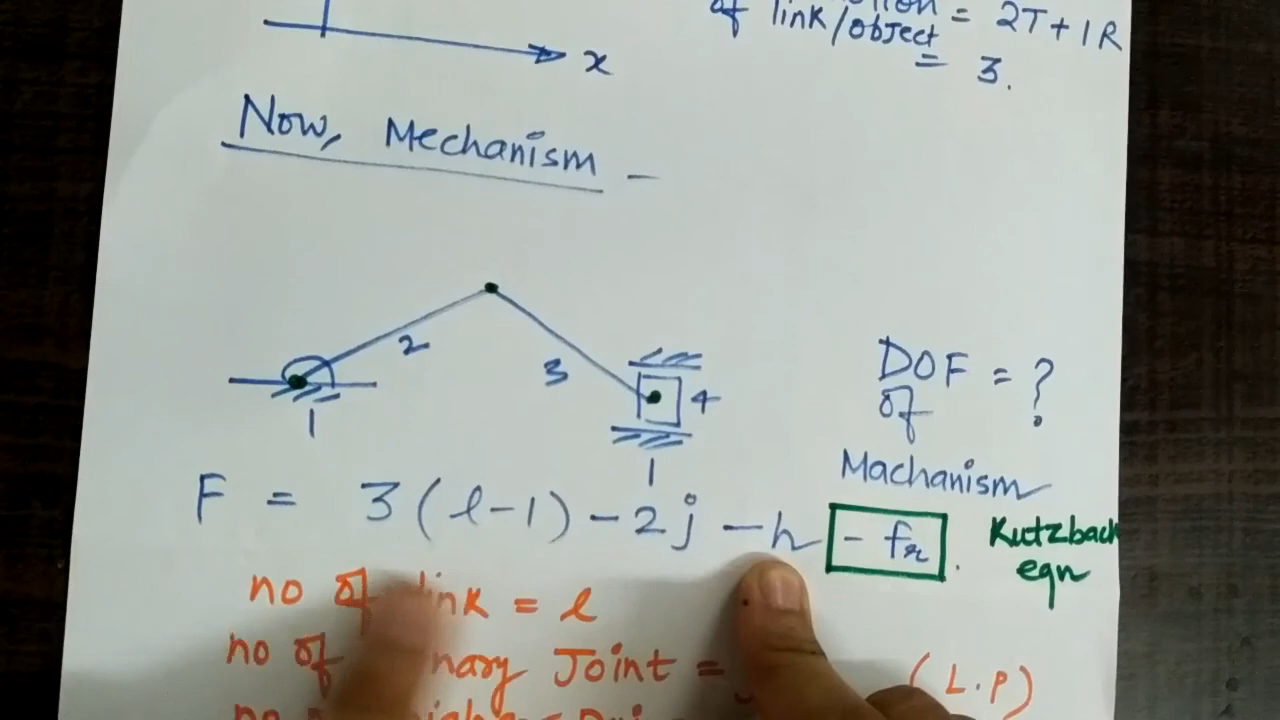 of link/object = 2T + 1R
= 3.
x
Now, Mechanism -
2
3
4
1
1
DOF = ?
of
Machanism
F = 3(l-1) - 2j - h - fr.
Kutzback
eqn
no of link = l
no of Joint = (L.P)